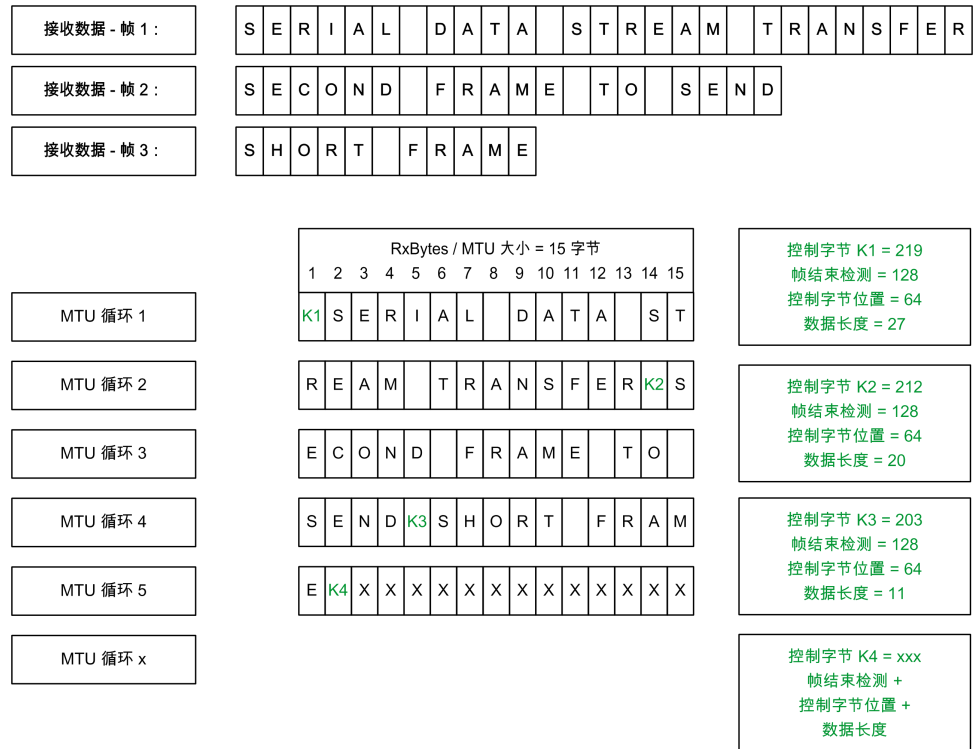 接收数据 - 帧 1 : S E R I A L D A T A S T R E A M T R A N S F E R
接收数据 - 帧 2 : S E C O N D F R A M E T O S E N D
接收数据 - 帧 3 : S H O R T F R A M E
RxBytes / MTU 大小 = 15 字节
1 2 3 4 5 6 7 8 9 10 11 12 13 14 15
MTU 循环 1 K1 S E R I A L D A T A S T
MTU 循环 2 R E A M T R A N S F E R K2 S
MTU 循环 3 E C O N D F R A M E T O
MTU 循环 4 S E N D K3 S H O R T F R A M
MTU 循环 5 E K4 X X X X X X X X X X X X X
MTU 循环 x
控制字节 K1 = 219
帧结束检测 = 128
控制字节位置 = 64
数据长度 = 27
控制字节 K2 = 212
帧结束检测 = 128
控制字节位置 = 64
数据长度 = 20
控制字节 K3 = 203
帧结束检测 = 128
控制字节位置 = 64
数据长度 = 11
控制字节 K4 = xxx
帧结束检测 +
控制字节位置 +
数据长度